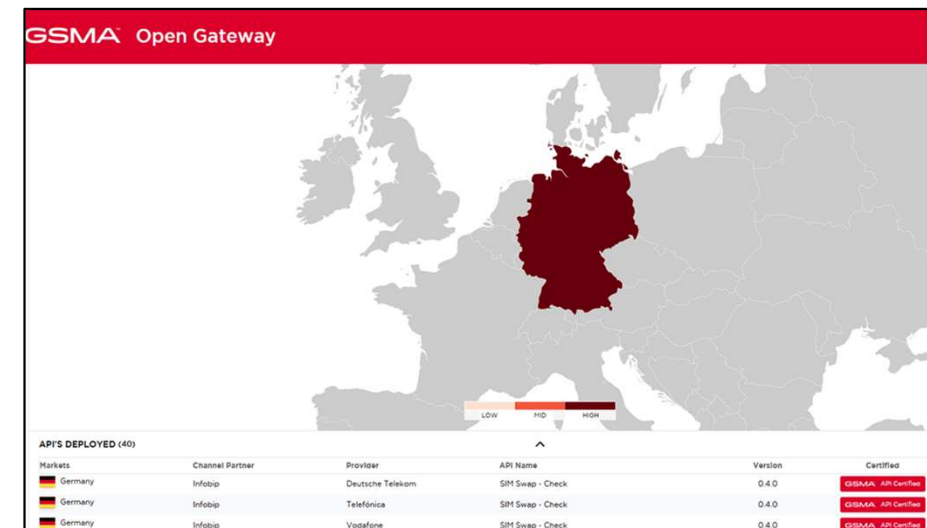 GSMA™ Open Gateway
LOW MID HIGH
API'S DEPLOYED (40)
Markets Channel Partner Provider API Name Version Certified
Germany Infobip Deutsche Telekom SIM Swap - Check 0.4.0 GSMA API Certified
Germany Infobip Telefónica SIM Swap - Check 0.4.0 GSMA API Certified
Germany Infobip Vodafone SIM Swap - Check 0.4.0 GSMA API Certified